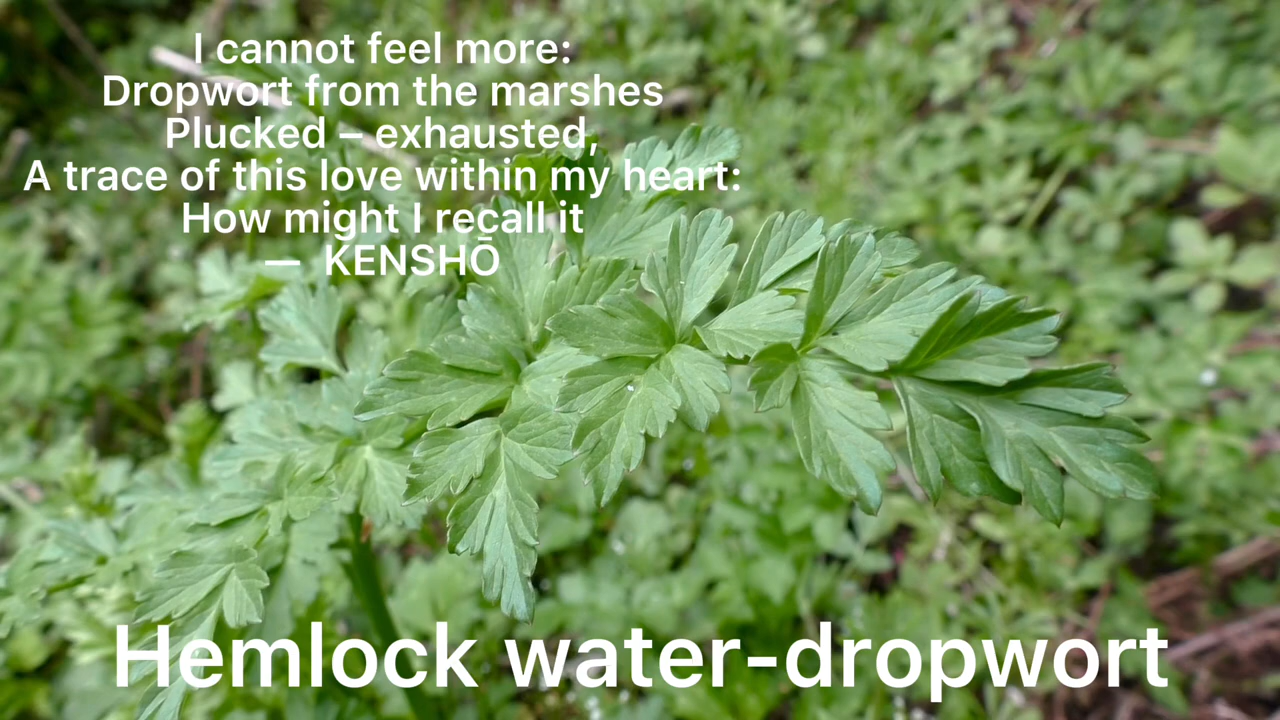 I cannot feel more:
Dropwort from the marshes
Plucked – exhausted,
A trace of this love within my heart:
How might I recall it
— KENSHŌ
Hemlock water-dropwort